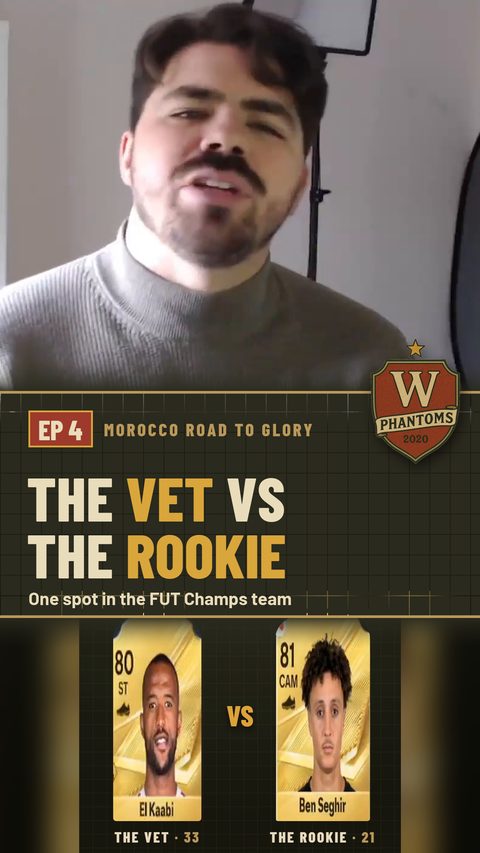 W
PHANTOMS
2020
EP 4
MOROCCO ROAD TO GLORY
THE VET VS
THE ROOKIE
One spot in the FUT Champs team
80
ST
El Kaabi
VS
81
CAM
Ben Seghir
THE VET · 33
THE ROOKIE · 21